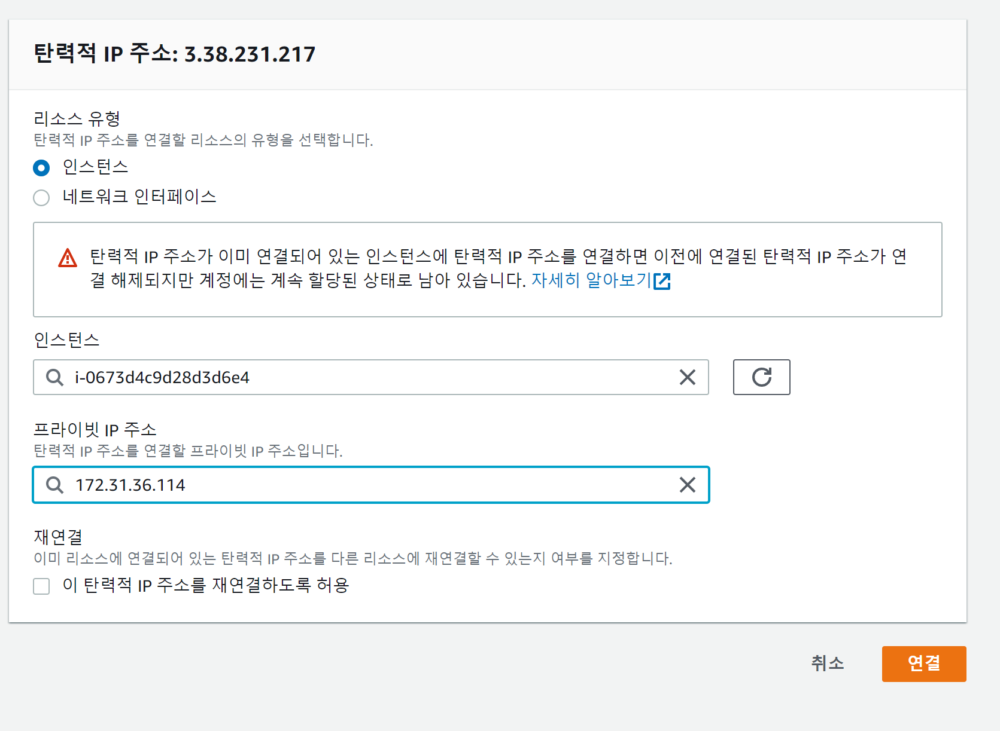 탄력적 IP 주소: 3.38.231.217
리소스 유형
탄력적 IP 주소를 연결할 리소스의 유형을 선택합니다.
인스턴스
네트워크 인터페이스
탄력적 IP 주소가 이미 연결되어 있는 인스턴스에 탄력적 IP 주소를 연결하면 이전에 연결된 탄력적 IP 주소가 연
결 해제되지만 계정에는 계속 할당된 상태로 남아 있습니다. 자세히 알아보기
인스턴스
i-0673d4c9d28d3d6e4
프라이빗 IP 주소
탄력적 IP 주소를 연결할 프라이빗 IP 주소입니다.
172.31.36.114
재연결
이미 리소스에 연결되어 있는 탄력적 IP 주소를 다른 리소스에 재연결할 수 있는지 여부를 지정합니다.
이 탄력적 IP 주소를 재연결하도록 허용
취소
연결